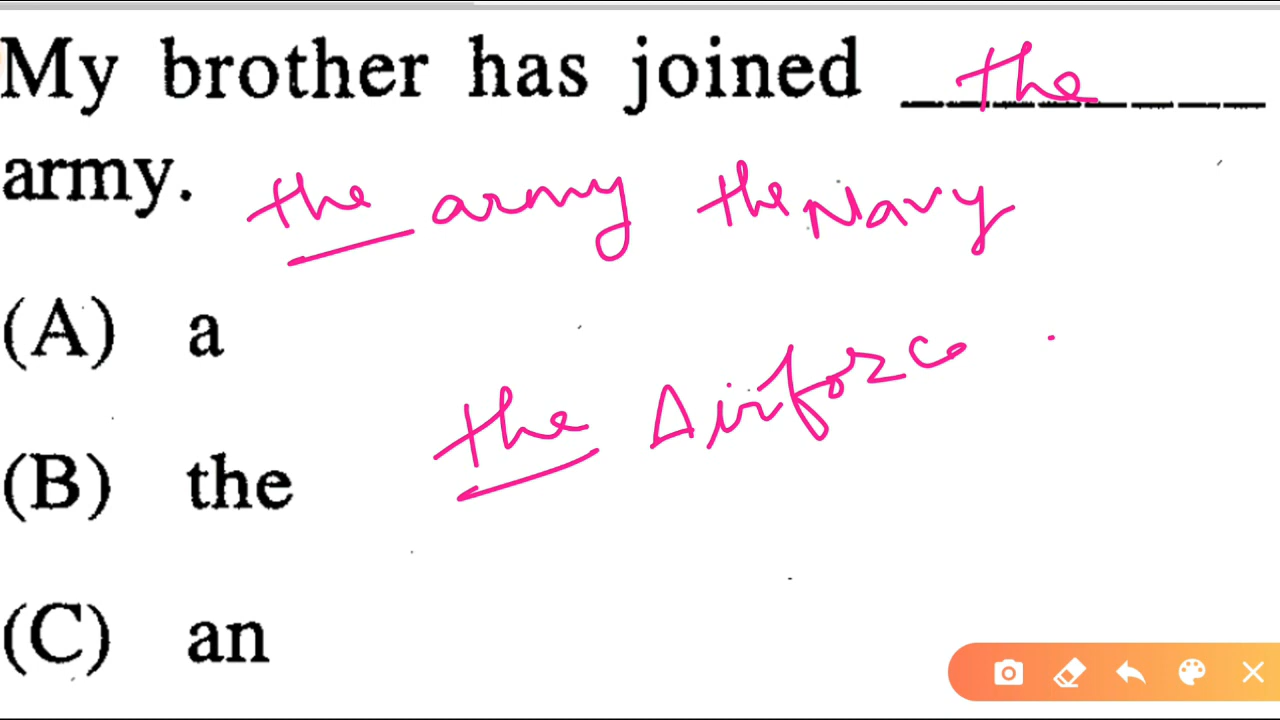 My brother has joined the
army.
the army the Navy
(A) a
the Airforce.
(B) the
(C) an